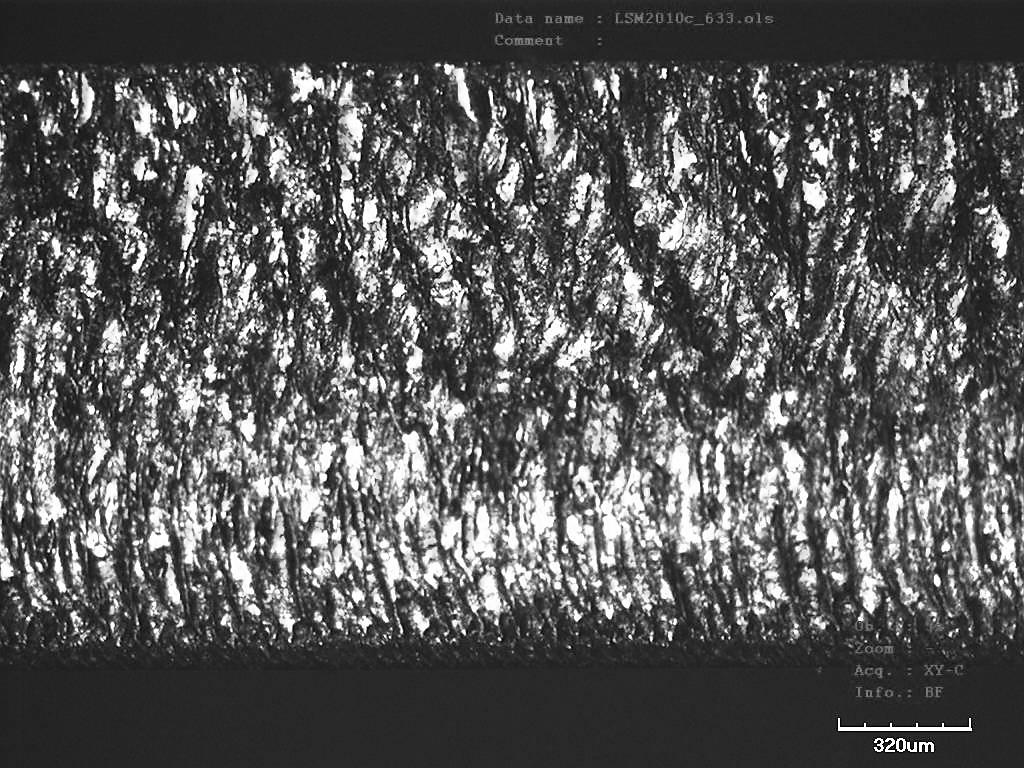 Data name : LSM2010c_633.ols
Comment :
Zoom :
Acq. : XY-C
Info.: BF
320um